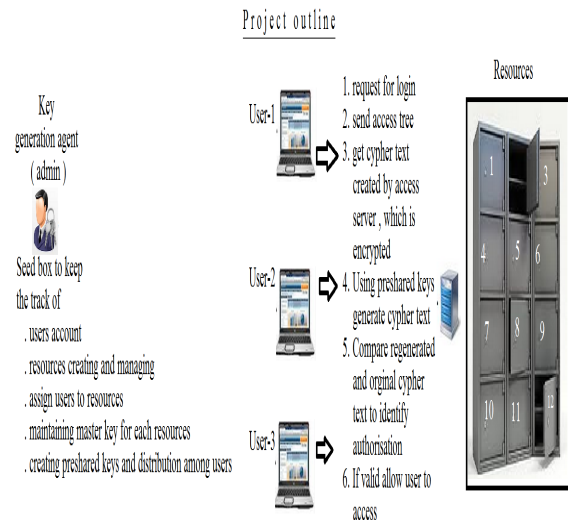 Project outline
Key
generation agent
( admin )
Seed box to keep
the track of
. users account
. resources creating and managing
. assign users to resources
. maintaining master key for each resources
. creating preshared keys and distribution among users
User-1
User-2
User-3
1. request for login
2. send access tree
3. get cypher text
created by access
server , which is
encrypted
4. Using preshared keys
generate cypher text
5. Compare regenerated
and orginal cypher
text to identify
authorisation
6. If valid allow user to
access
Resources
. 1
3
4
5
6
7
8
9
10
11
12